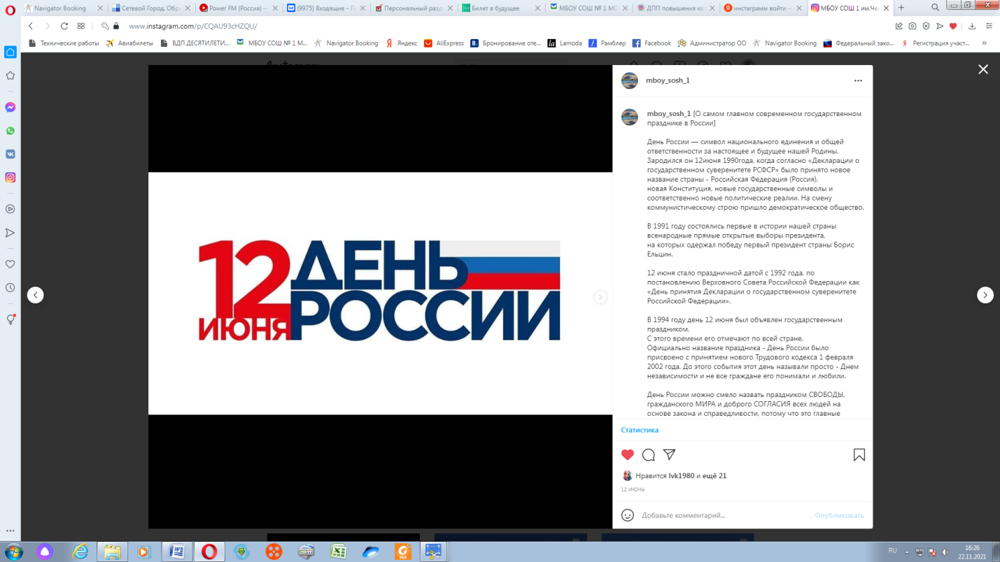 Navigator Booking
Сетевой Город. Обра
Power FM (Россия) —
(9975) Входящие - П
Персональный разд
Билет в будущее
МБОУ СОШ № 1 МО
ДПП повышения кв
инстаграмм войти —
МБОУ СОШ 1 им.Че
www.instagram.com/p/CQAU93cHZQU/
Технические работы
Авиабилеты
ВДП ДЕСЯТИЛЕТИ...
МБОУ СОШ № 1 М...
Navigator Booking
Яндекс
AliExpress
Бронирование оте...
Lamoda
Рамблер
Facebook
Администратор ОО
Navigator Booking
Федеральный зако...
Регистрация участ...
12 ИЮНЯ
ДЕНЬ
РОССИИ
mboy_sosh_1
mboy_sosh_1 [О самом главном современном государственном
празднике в России]
День России — символ национального единения и общей
ответственности за настоящее и будущее нашей Родины.
Зародился он 12июня 1990года, когда согласно «Декларации о
государственном суверенитете РСФСР» было принято новое
название страны - Российская Федерация (Россия),
новая Конституция, новые государственные символы и
соответственно новые политические реалии. На смену
коммунистическому строю пришло демократическое общество.
В 1991 году состоялись первые в истории нашей страны
всенародные прямые открытые выборы президента,
на которых одержал победу первый президент страны Борис
Ельцин.
12 июня стало праздничной датой с 1992 года, по
постановлению Верховного Совета Российской Федерации как
«День принятия Декларации о государственном суверенитете
Российской Федерации».
В 1994 году день 12 июня был объявлен государственным
праздником.
С этого времени его отмечают по всей стране.
Официально название праздника - День России было
присвоено с принятием нового Трудового кодекса 1 февраля
2002 года. До этого события этот день называли просто - Днем
независимости и не все граждане его понимали и любили.
День России можно смело назвать праздником СВОБОДЫ,
гражданского МИРА и доброго СОГЛАСИЯ всех людей на
основе закона и справедливости, потому что это главные
Статистика
Нравится lvk1980 и ещё 21
12 ИЮНЬ
Добавьте комментарий...
Опубликовать
RU
16:26
22.11.2021